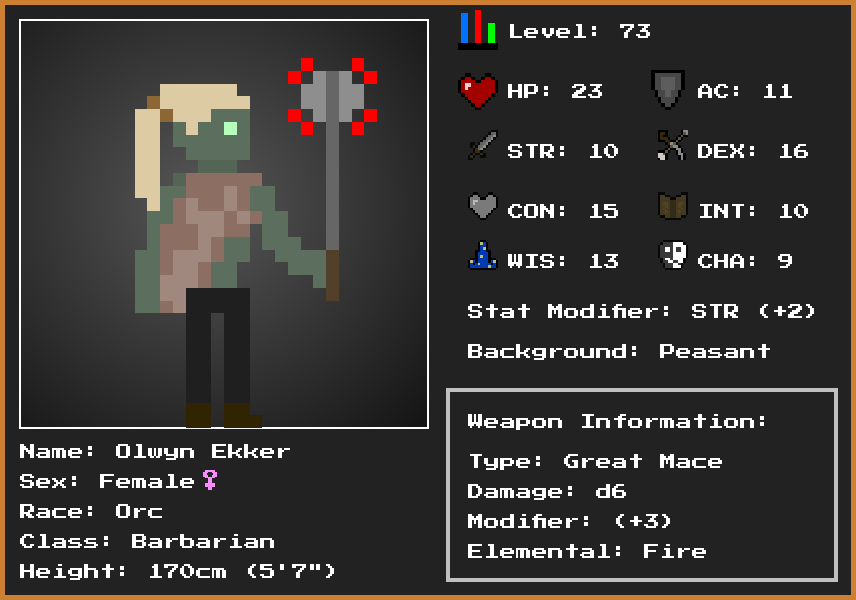 Level: 73
HP: 23 AC: 11
STR: 10 DEX: 16
CON: 15 INT: 10
WIS: 13 CHA: 9
Stat Modifier: STR (+2)
Background: Peasant
Weapon Information:
Type: Great Mace
Damage: d6
Modifier: (+3)
Elemental: Fire
Name: Olwyn Ekker
Sex: Female♀
Race: Orc
Class: Barbarian
Height: 170cm (5'7")